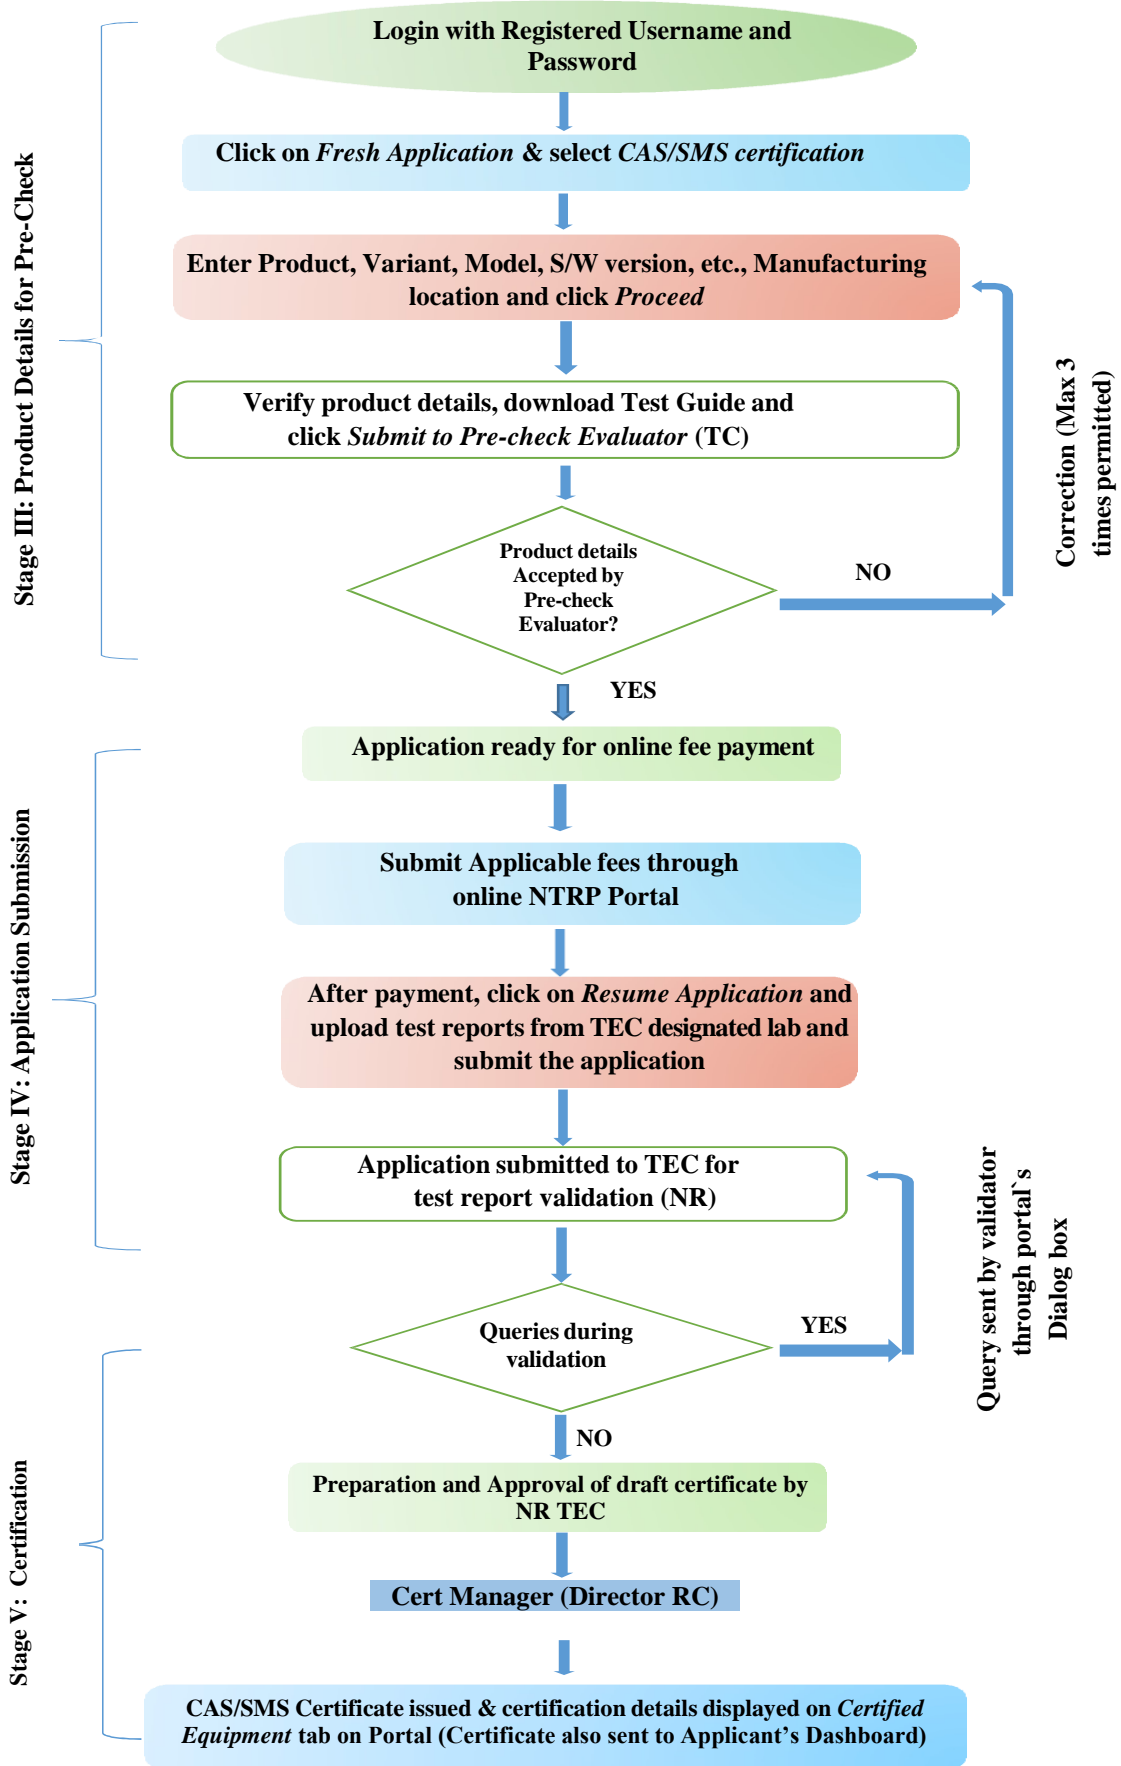 Login with Registered Username and
Password
Click on Fresh Application & select CAS/SMS certification
Enter Product, Variant, Model, S/W version, etc., Manufacturing
location and click Proceed
Verify product details, download Test Guide and
click Submit to Pre-check Evaluator (TC)
Product details
Accepted by
Pre-check
Evaluator?
NO
Correction (Max 3
times permitted)
YES
Stage III: Product Details for Pre-Check
Application ready for online fee payment
Submit Applicable fees through
online NTRP Portal
After payment, click on Resume Application and
upload test reports from TEC designated lab and
submit the application
Application submitted to TEC for
test report validation (NR)
Stage IV: Application Submission
Queries during
validation
YES
Query sent by validator
through portal`s
Dialog box
NO
Preparation and Approval of draft certificate by
NR TEC
Cert Manager (Director RC)
CAS/SMS Certificate issued & certification details displayed on Certified
Equipment tab on Portal (Certificate also sent to Applicant’s Dashboard)
Stage V: Certification